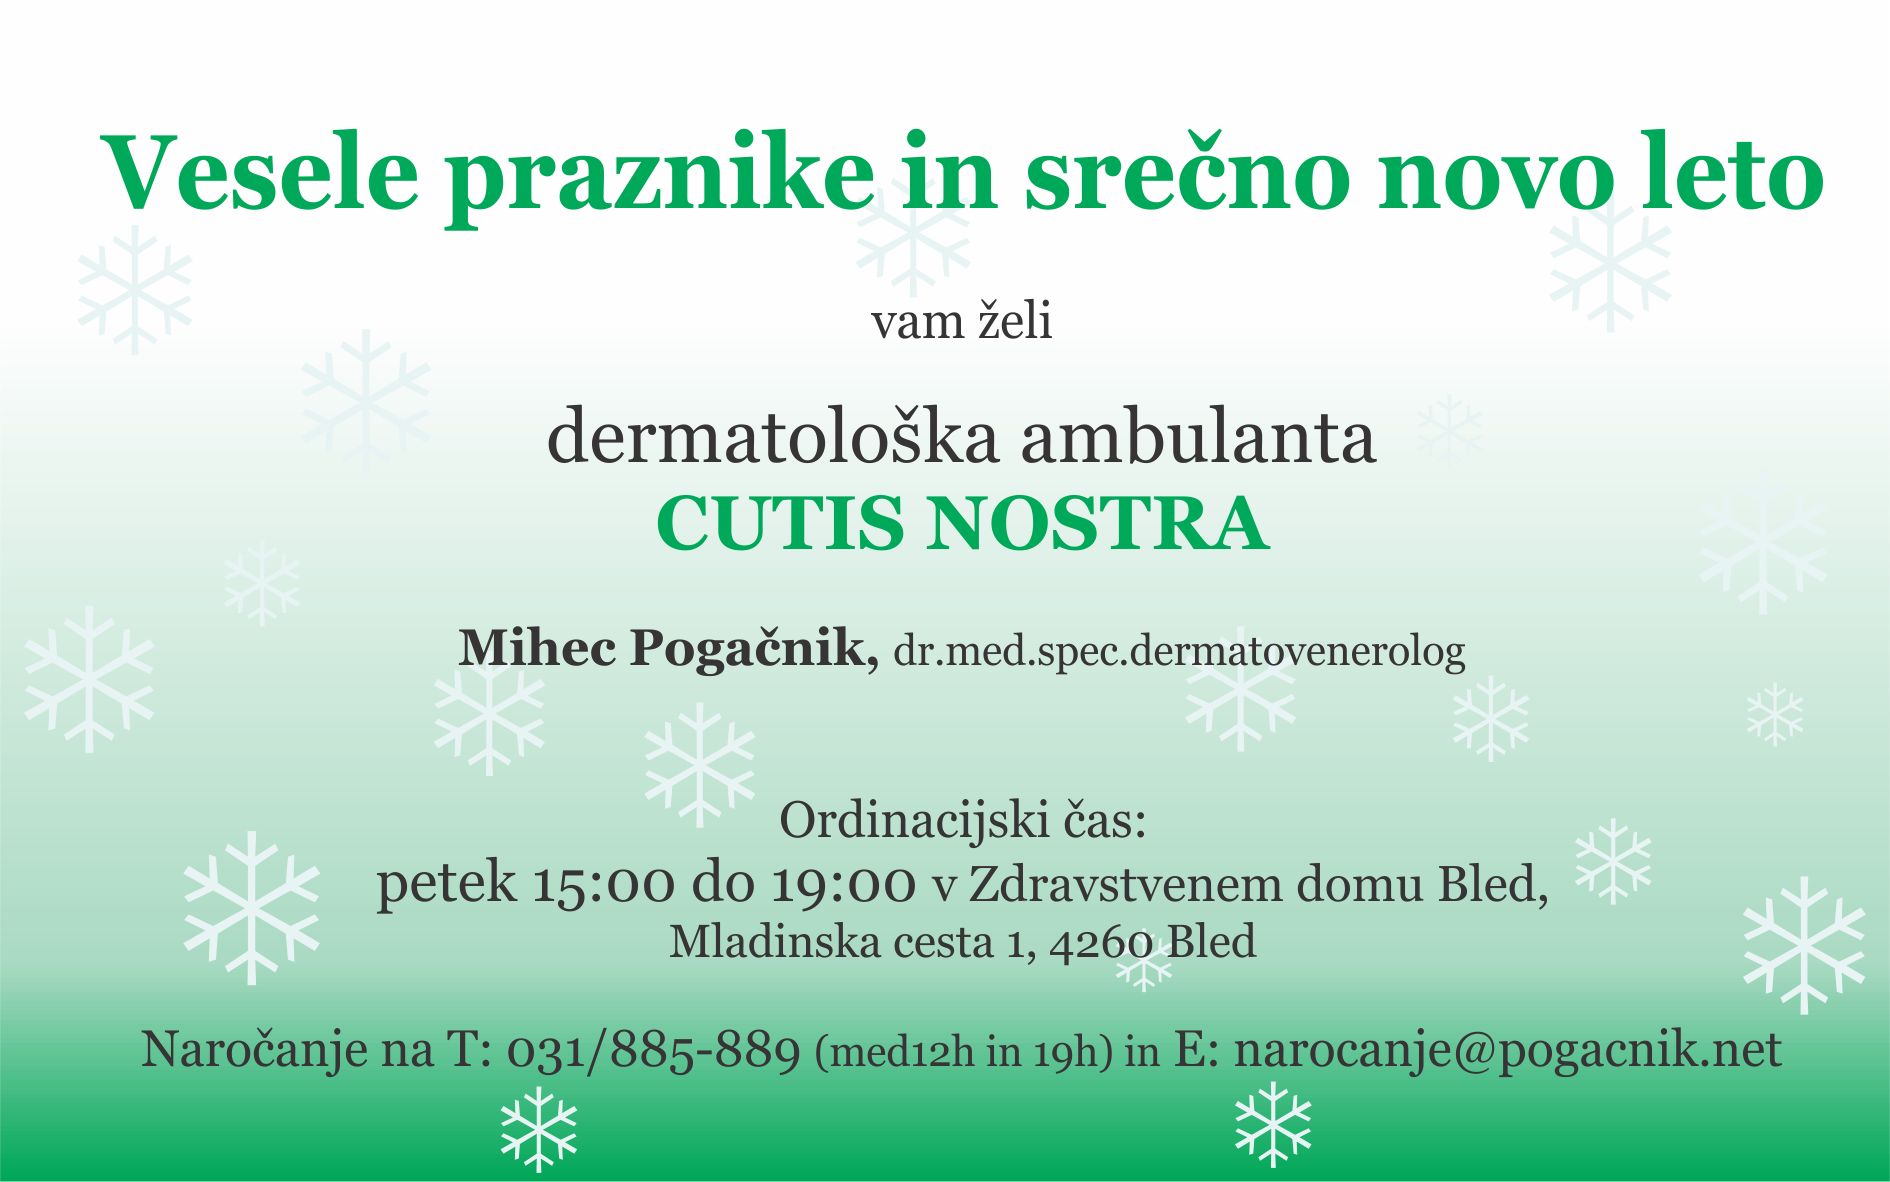 Vesele praznike in srečno novo leto
vam želi
dermatološka ambulanta
CUTIS NOSTRA
Mihec Pogačnik, dr.med.spec.dermatovenerolog
Ordinacijski čas:
petek 15:00 do 19:00 v Zdravstvenem domu Bled,
Mladinska cesta 1, 4260 Bled
Naročanje na T: 031/885-889 (med12h in 19h) in E: narocanje@pogacnik.net